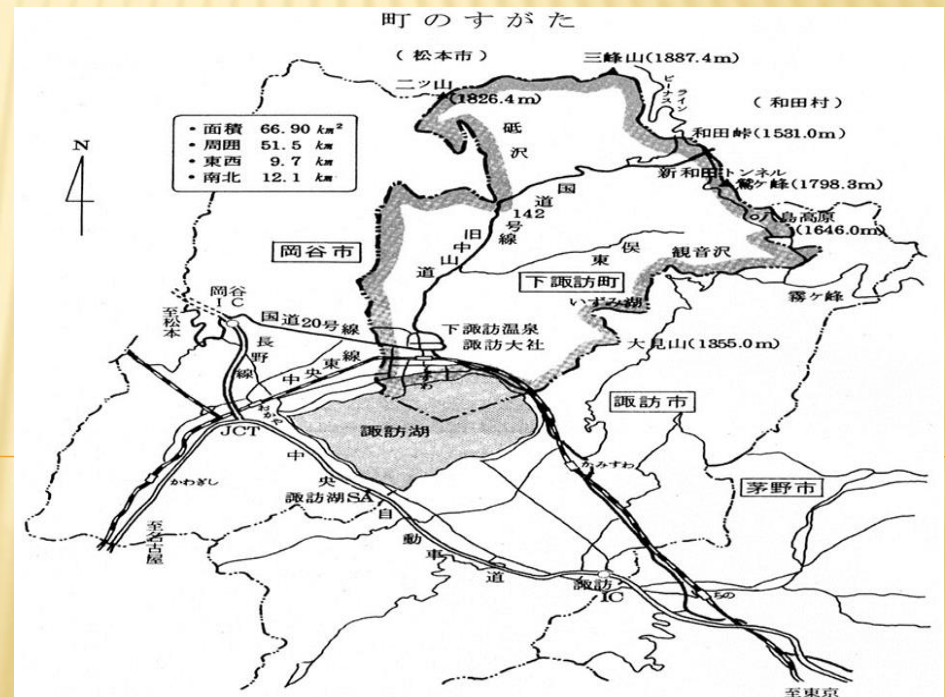 町のすがた
(松本市)
三峰山(1887.4m)
二ッ山
(1826.4m)
ビーナス
ライン
(和田村)
砥沢
和田峠(1531.0m)
新和田トンネル
鷲ヶ峰(1798.3m)
八島高原
(1646.0m)
・面積 66.90 km²
・周囲 51.5 km
・東西 9.7 km
・南北 12.1 km
N
国道
142
号線
旧中山道
東俣
観音沢
岡谷市
下諏訪町
いずみ湖
霧ヶ峰
岡谷
IC
至松本
国道20号線
下諏訪温泉
諏訪大社
大見山(1355.0m)
長野線
中央東線
すわ
諏訪市
おかや
諏訪湖
JCT
かみすわ
かわぎし
諏訪湖SA
茅野市
中央自動車道
至名古屋
諏訪
IC
ちの
至東京